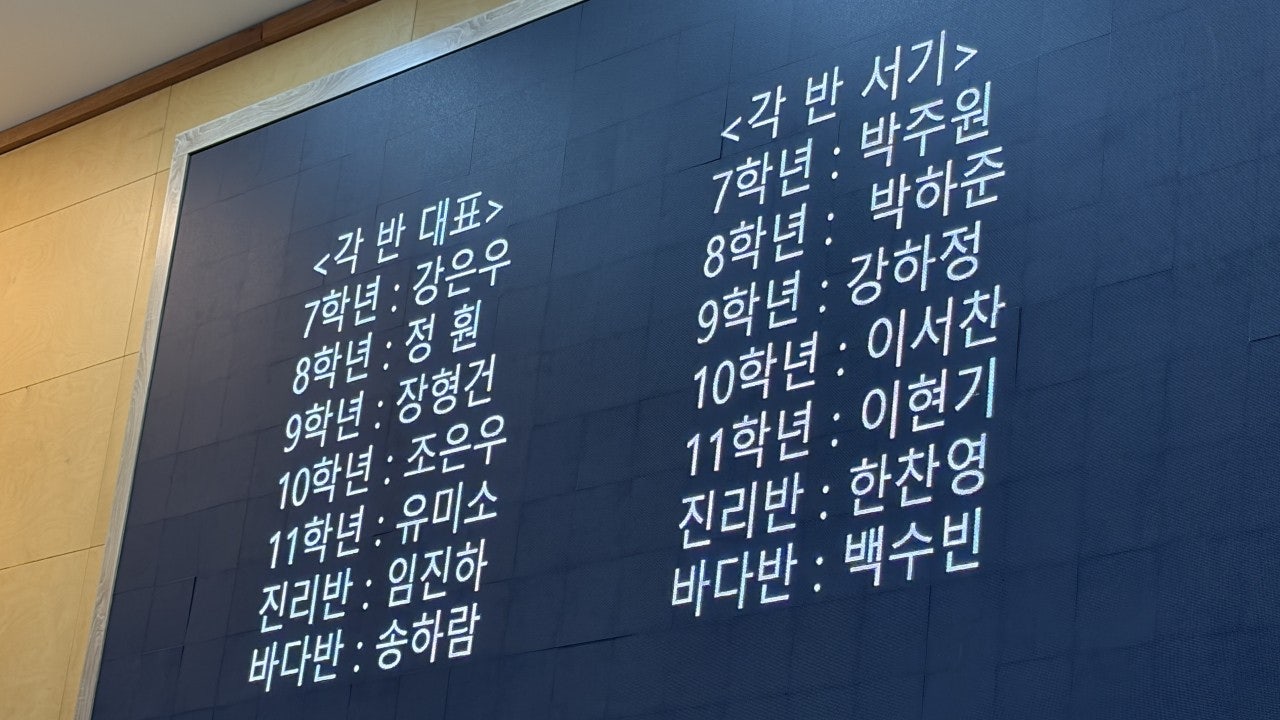 <각 반 대표>
7학년 : 강은우
8학년 : 정 훤
9학년 : 장형건
10학년 : 조은우
11학년 : 유미소
진리반 : 임진하
바다반 : 송하람
<각 반 서기>
7학년 : 박주원
8학년 : 박하준
9학년 : 강하정
10학년 : 이서찬
11학년 : 이현기
진리반 : 한찬영
바다반 : 백수빈